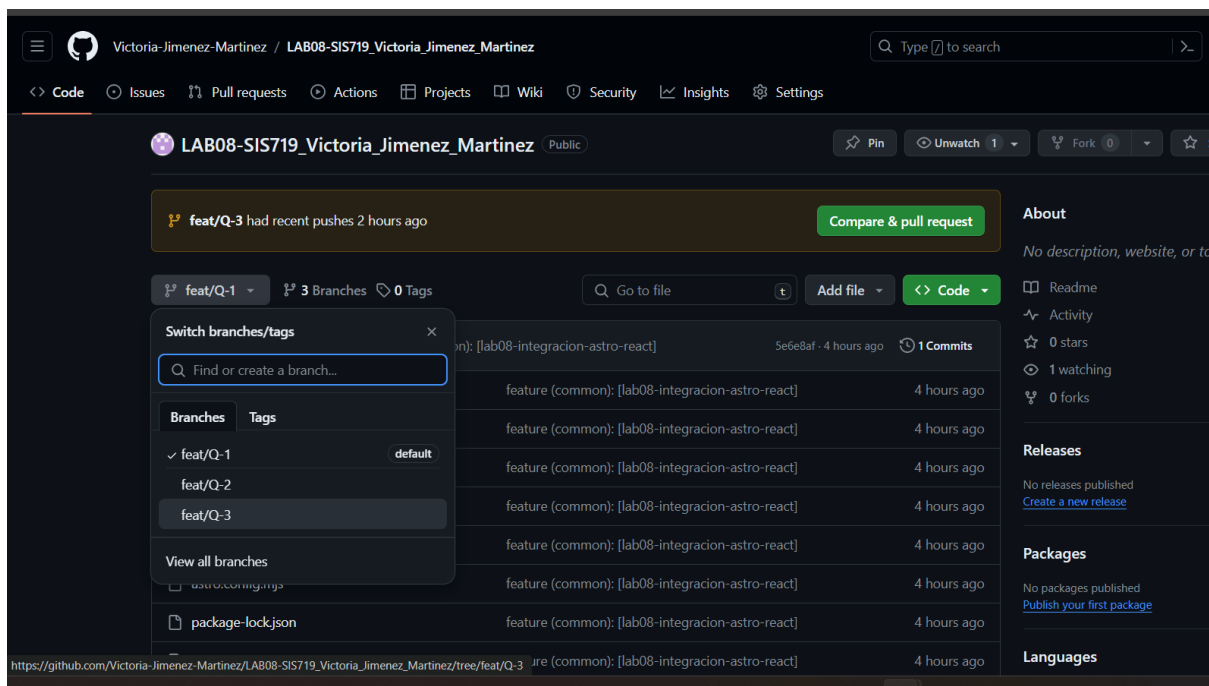 Victoria-Jimenez-Martinez / LAB08-SIS719_Victoria_Jimenez_Martinez
Type / to search
Code Issues Pull requests Actions Projects Wiki Security Insights Settings
LAB08-SIS719_Victoria_Jimenez_Martinez Public
Pin Unwatch 1 Fork 0
feat/Q-3 had recent pushes 2 hours ago
Compare & pull request
feat/Q-1 3 Branches 0 Tags
Go to file t
Add file
Code
Switch branches/tags
Find or create a branch...
Branches Tags
feat/Q-1 default
feat/Q-2
feat/Q-3
View all branches
on): [lab08-integracion-astro-react] 5e6e8af · 4 hours ago 1 Commits
feature (common): [lab08-integracion-astro-react] 4 hours ago
feature (common): [lab08-integracion-astro-react] 4 hours ago
feature (common): [lab08-integracion-astro-react] 4 hours ago
feature (common): [lab08-integracion-astro-react] 4 hours ago
feature (common): [lab08-integracion-astro-react] 4 hours ago
astro.config.mjs feature (common): [lab08-integracion-astro-react] 4 hours ago
package-lock.json feature (common): [lab08-integracion-astro-react] 4 hours ago
ure (common): [lab08-integracion-astro-react] 4 hours ago
https://github.com/Victoria-Jimenez-Martinez/LAB08-SIS719_Victoria_Jimenez_Martinez/tree/feat/Q-3
About
No description, website, or to
Readme
Activity
0 stars
1 watching
0 forks
Releases
No releases published
Create a new release
Packages
No packages published
Publish your first package
Languages